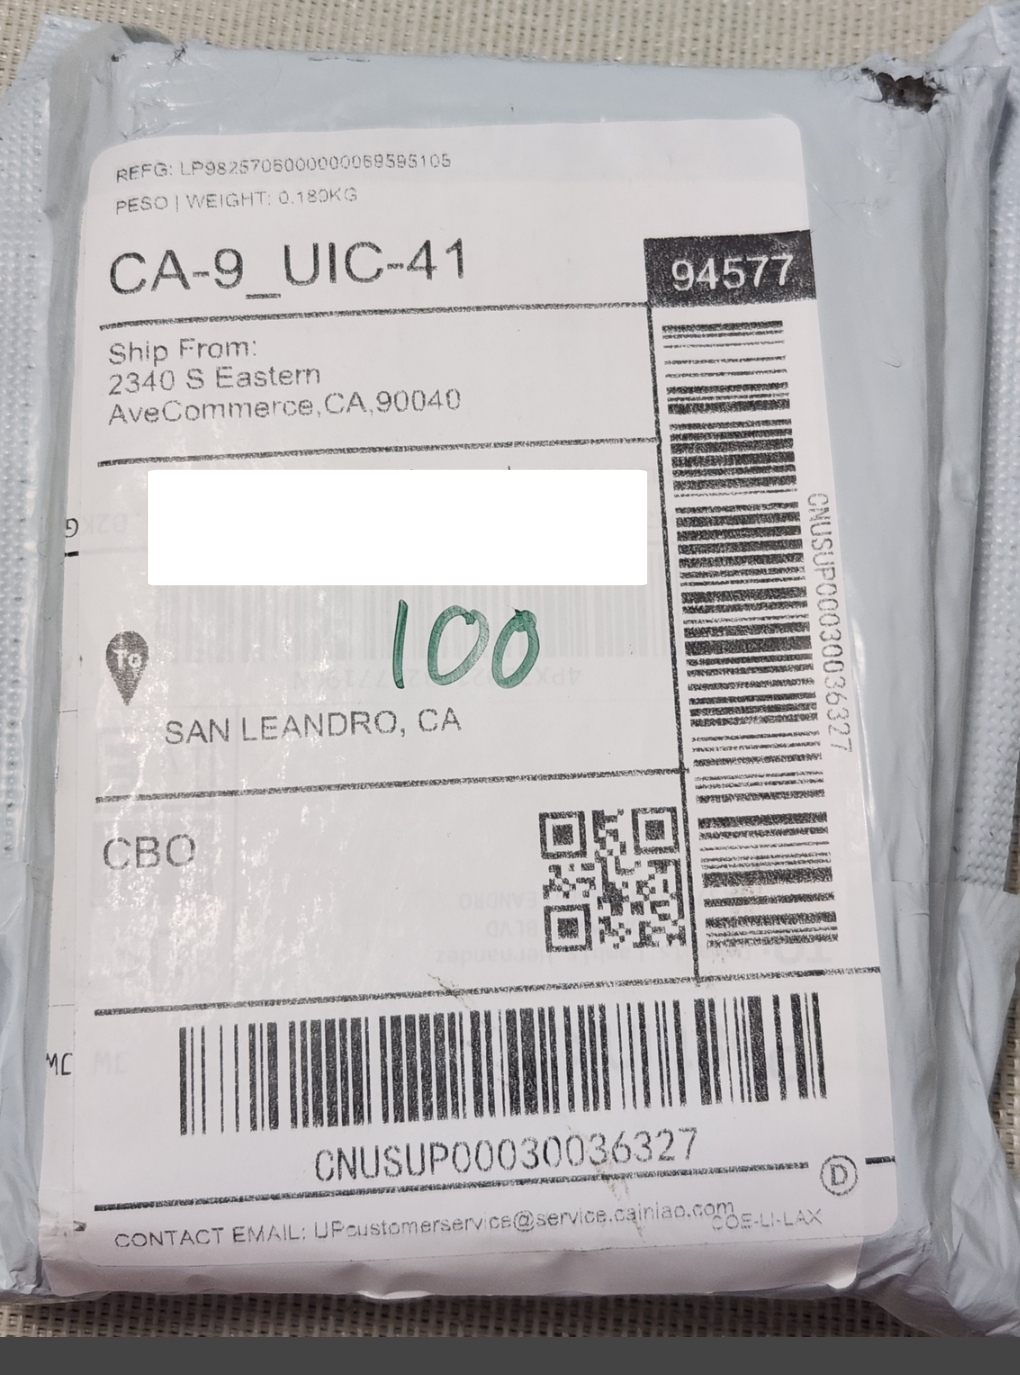 REFG: LP98257060000000069595105
PESO | WEIGHT: 0.180KG
CA-9_UIC-41
94577
Ship From:
2340 S Eastern
AveCommerce,CA,90040
100
TO
SAN LEANDRO, CA
CBO
CNUSUP00030036327
CNUSUP00030036327
D
CONTACT EMAIL: UPcustomerservice@service.cainiao.com
COE-LI-LAX